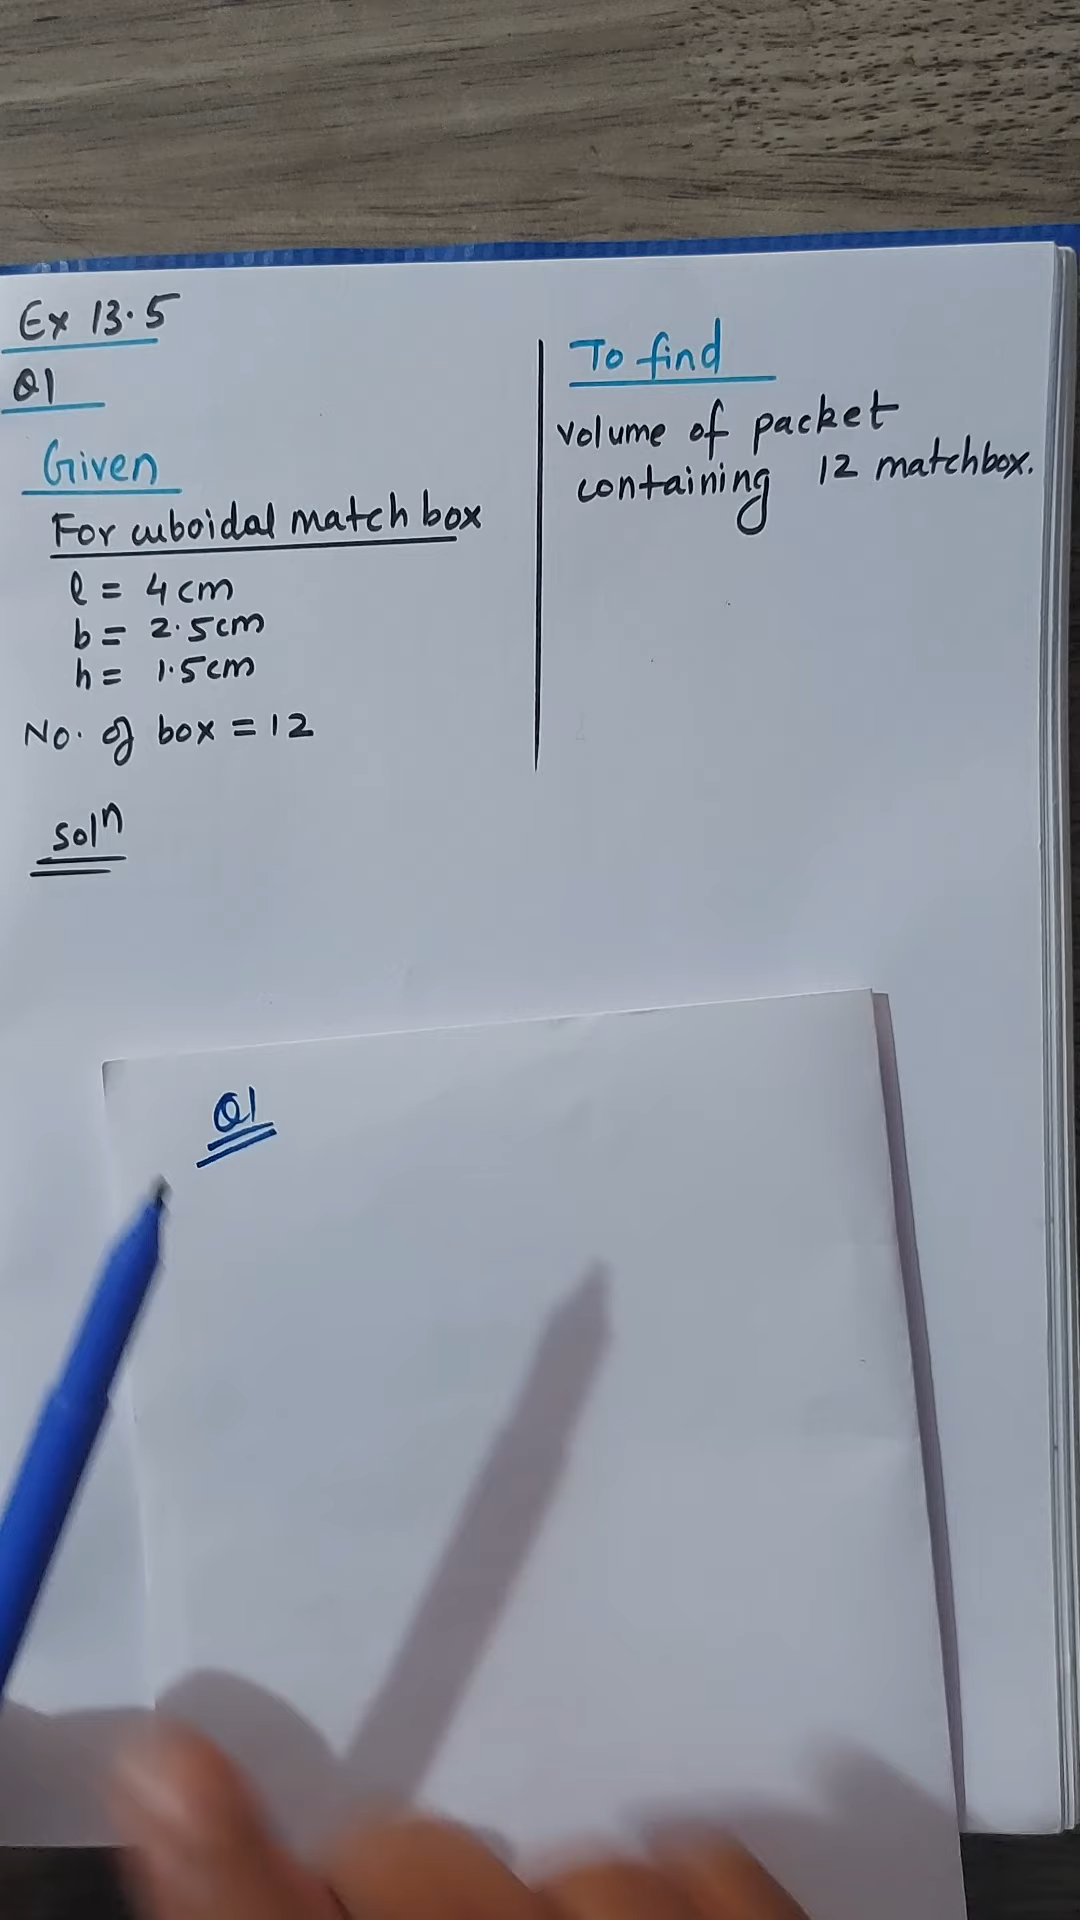 Ex 13.5
Q1
Given
For cuboidal match box
l = 4cm
b = 2.5cm
h = 1.5cm
No. of box = 12
To find
volume of packet
containing 12 matchbox.
Solⁿ
Q1